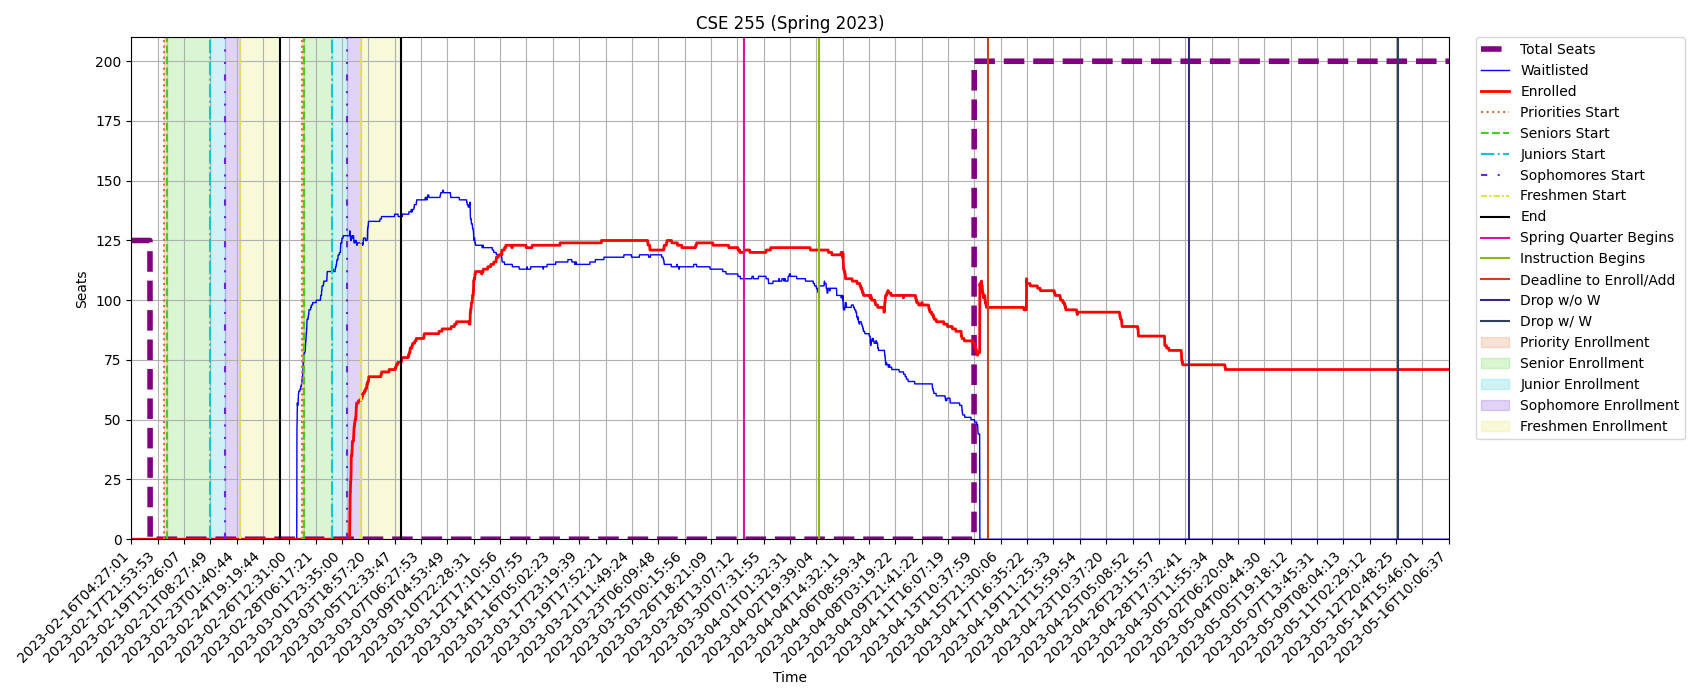 CSE 255 (Spring 2023)
Seats
200
175
150
125
100
75
50
25
0
2023-02-16T04:27:01
2023-02-17T21:53:53
2023-02-19T15:26:07
2023-02-21T08:27:49
2023-02-23T01:40:44
2023-02-24T19:19:44
2023-02-26T12:31:00
2023-02-28T06:17:21
2023-03-01T23:35:00
2023-03-03T18:57:20
2023-03-05T12:33:47
2023-03-07T06:27:53
2023-03-09T04:53:49
2023-03-10T22:28:31
2023-03-12T17:10:56
2023-03-14T11:07:55
2023-03-16T05:02:23
2023-03-17T23:19:39
2023-03-19T17:52:21
2023-03-21T11:49:24
2023-03-23T06:09:48
2023-03-25T00:15:56
2023-03-26T18:21:09
2023-03-28T13:07:12
2023-03-30T07:31:55
2023-04-01T01:32:31
2023-04-02T19:39:04
2023-04-04T14:32:11
2023-04-06T08:59:34
2023-04-08T03:19:22
2023-04-09T21:41:22
2023-04-11T16:07:19
2023-04-13T10:37:59
2023-04-15T21:30:06
2023-04-17T16:35:22
2023-04-19T11:25:33
2023-04-21T15:59:54
2023-04-23T10:37:20
2023-04-25T05:08:52
2023-04-26T23:15:57
2023-04-28T17:32:41
2023-04-30T11:55:34
2023-05-02T06:20:04
2023-05-04T00:44:30
2023-05-05T19:18:12
2023-05-07T13:45:31
2023-05-09T08:04:13
2023-05-11T02:29:12
2023-05-12T20:48:25
2023-05-14T15:46:01
2023-05-16T10:06:37
Time
Total Seats
Waitlisted
Enrolled
Priorities Start
Seniors Start
Juniors Start
Sophomores Start
Freshmen Start
End
Spring Quarter Begins
Instruction Begins
Deadline to Enroll/Add
Drop w/o W
Drop w/ W
Priority Enrollment
Senior Enrollment
Junior Enrollment
Sophomore Enrollment
Freshmen Enrollment